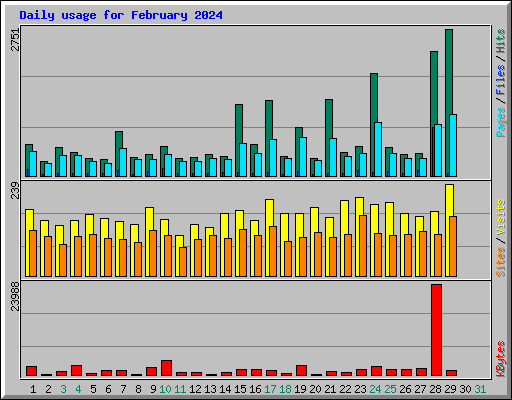 Daily usage for February 2024
2751
Pages / Files / Hits
239
Sites / Visits
23988
KBytes
1 2 3 4 5 6 7 8 9 10 11 12 13 14 15 16 17 18 19 20 21 22 23 24 25 26 27 28 29 30 31